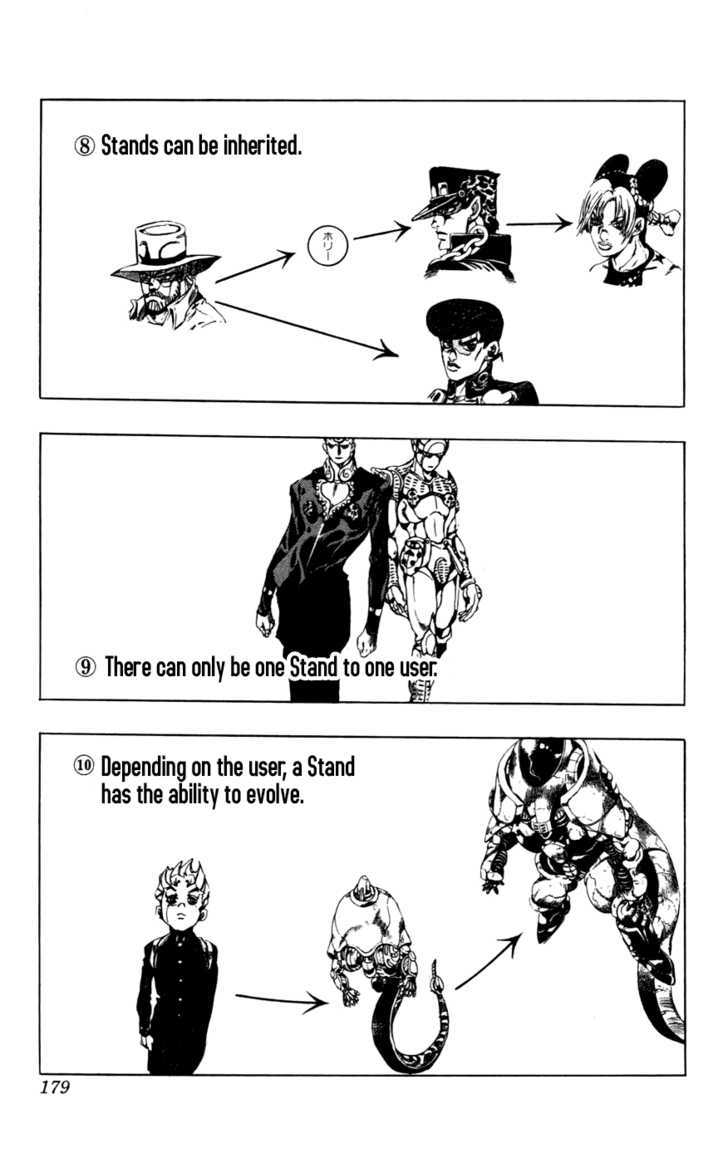 ⑧ Stands can be inherited.
ホリー
⑨ There can only be one Stand to one user.
⑩ Depending on the user, a Stand
has the ability to evolve.
179